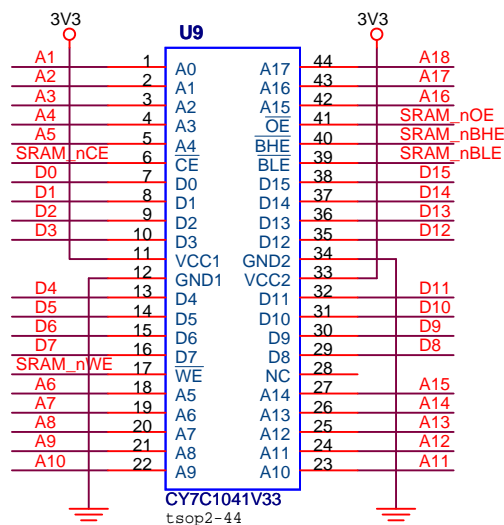 3V3 U9 3V3
A1 1 A0 A17 44 A18
A2 2 A1 A16 43 A17
A3 3 A2 A15 42 A16
A4 4 A3 OE 41 SRAM_nOE
A5 5 A4 BHE 40 SRAM_nBHE
SRAM_nCE 6 CE BLE 39 SRAM_nBLE
D0 7 D0 D15 38 D15
D1 8 D1 D14 37 D14
D2 9 D2 D13 36 D13
D3 10 D3 D12 35 D12
11 VCC1 GND2 34
12 GND1 VCC2 33
D4 13 D4 D11 32 D11
D5 14 D5 D10 31 D10
D6 15 D6 D9 30 D9
D7 16 D7 D8 29 D8
SRAM_nWE 17 WE NC 28
A6 18 A5 A14 27 A15
A7 19 A6 A13 26 A14
A8 20 A7 A12 25 A13
A9 21 A8 A11 24 A12
A10 22 A9 A10 23 A11
CY7C1041V33
tsop2-44